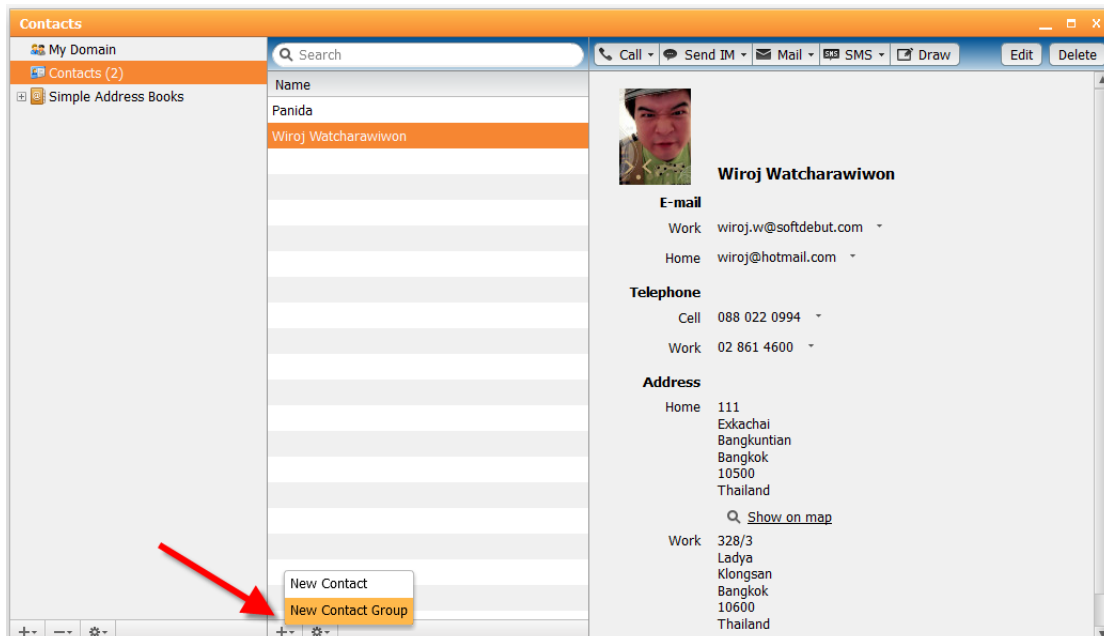 Contacts
My Domain
Contacts (2)
Simple Address Books
Search
Name
Panida
Wiroj Watcharawiwon
New Contact
New Contact Group
Call Send IM Mail SMS SMS Draw Edit Delete
Wiroj Watcharawiwon
E-mail
Work wiroj.w@softdebut.com
Home wiroj@hotmail.com
Telephone
Cell 088 022 0994
Work 02 861 4600
Address
Home 111
Exkachai
Bangkuntian
Bangkok
10500
Thailand
Show on map
Work 328/3
Ladya
Klongsan
Bangkok
10600
Thailand